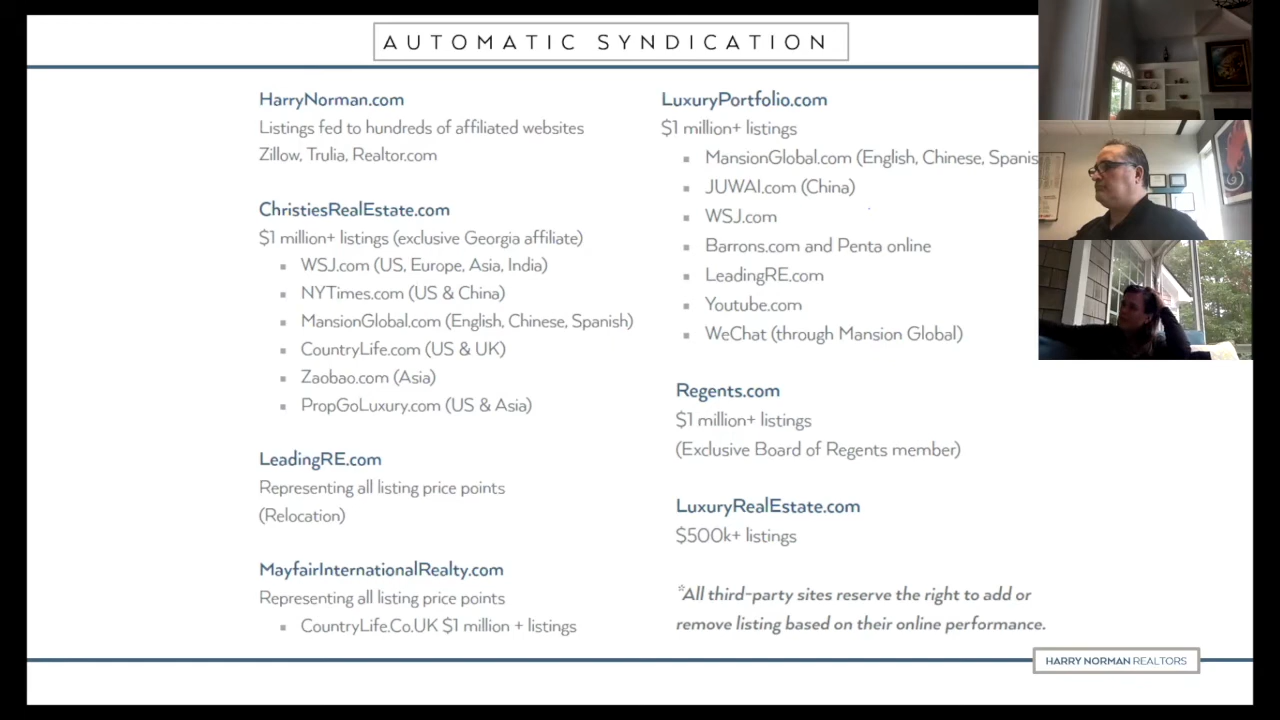 AUTOMATIC SYNDICATION
HarryNorman.com
Listings fed to hundreds of affiliated websites
Zillow, Trulia, Realtor.com
ChristiesRealEstate.com
$1 million+ listings (exclusive Georgia affiliate)
▪ WSJ.com (US, Europe, Asia, India)
▪ NYTimes.com (US & China)
▪ MansionGlobal.com (English, Chinese, Spanish)
▪ CountryLife.com (US & UK)
▪ Zaobao.com (Asia)
▪ PropGoLuxury.com (US & Asia)
LeadingRE.com
Representing all listing price points
(Relocation)
MayfairInternationalRealty.com
Representing all listing price points
▪ CountryLife.Co.UK $1 million + listings
LuxuryPortfolio.com
$1 million+ listings
▪ MansionGlobal.com (English, Chinese, Spanis
▪ JUWAI.com (China)
▪ WSJ.com
▪ Barrons.com and Penta online
▪ LeadingRE.com
▪ Youtube.com
▪ WeChat (through Mansion Global)
Regents.com
$1 million+ listings
(Exclusive Board of Regents member)
LuxuryRealEstate.com
$500k+ listings
*All third-party sites reserve the right to add or
remove listing based on their online performance.
HARRY NORMAN REALTORS